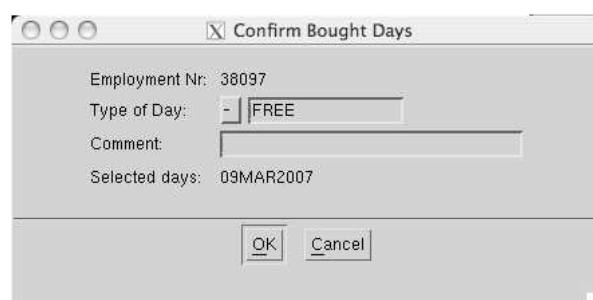 Confirm Bought Days
Employment Nr: 38097
Type of Day: - FREE
Comment:
Selected days: 09MAR2007
OK Cancel